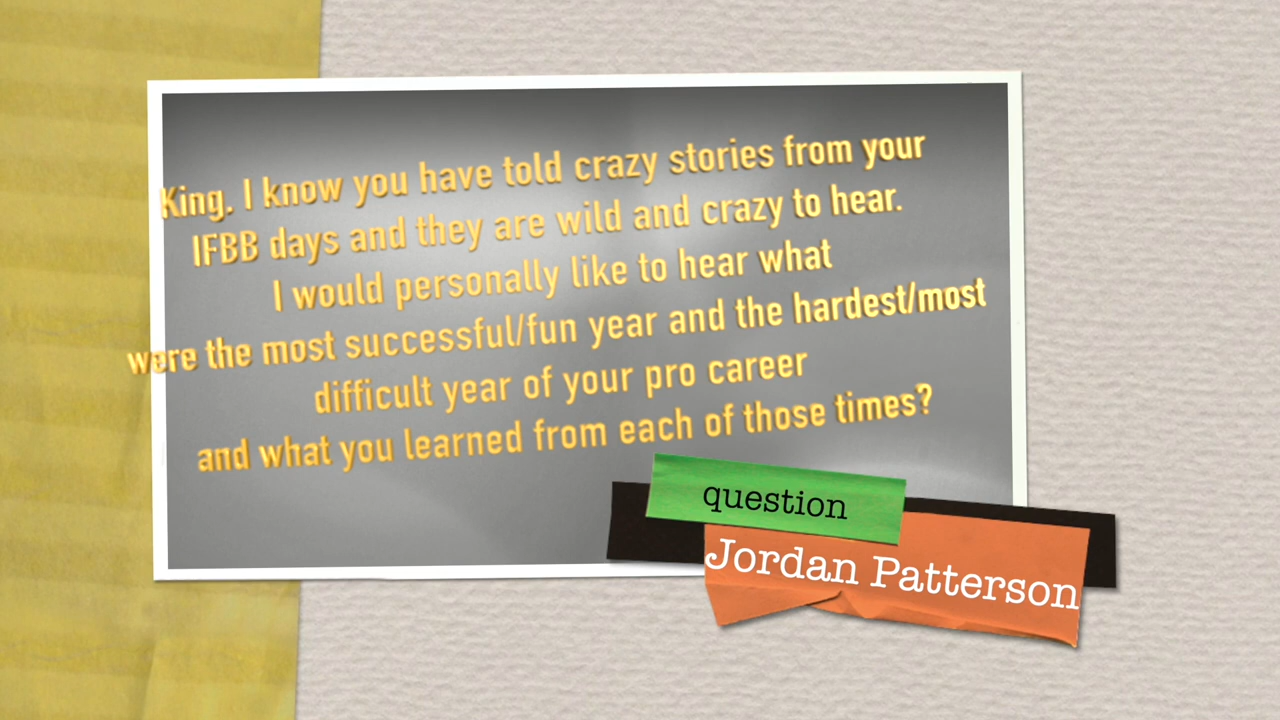 King. I know you have told crazy stories from your
IFBB days and they are wild and crazy to hear.
I would personally like to hear what
were the most successful/fun year and the hardest/most
difficult year of your pro career
and what you learned from each of those times?
question
Jordan Patterson